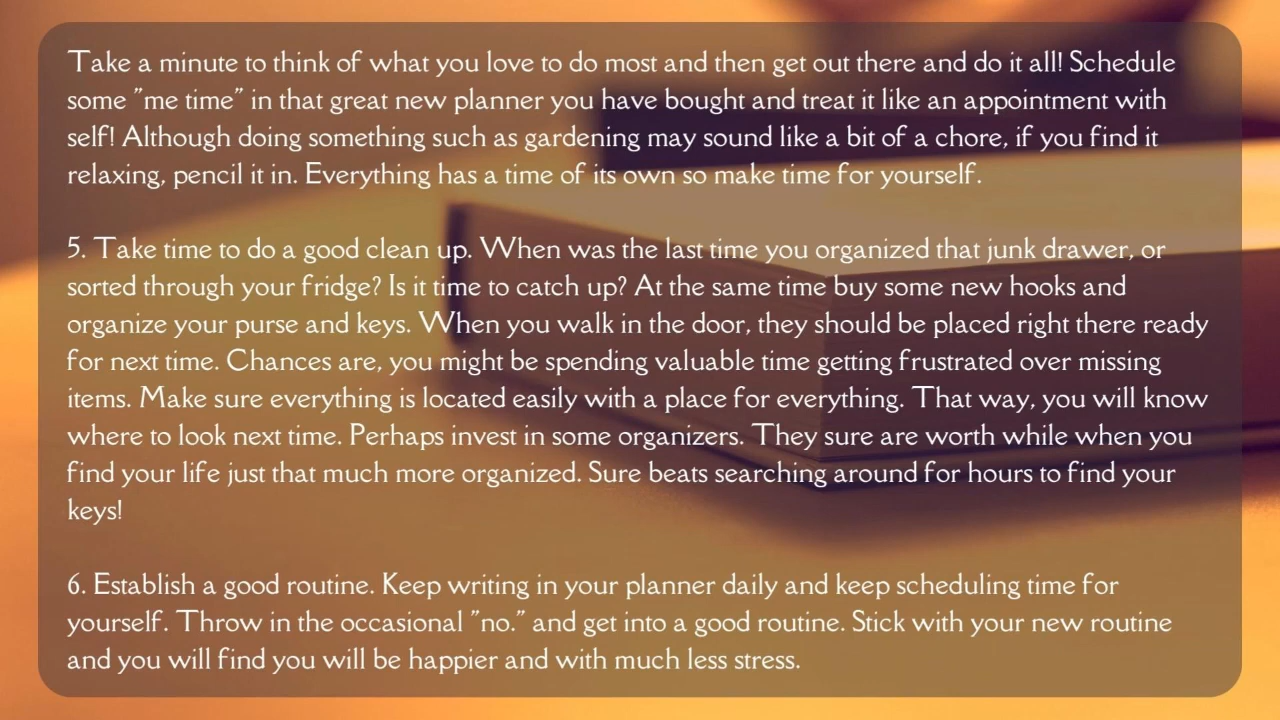 Take a minute to think of what you love to do most and then get out there and do it all! Schedule
some "me time" in that great new planner you have bought and treat it like an appointment with
self! Although doing something such as gardening may sound like a bit of a chore, if you find it
relaxing, pencil it in. Everything has a time of its own so make time for yourself.
5. Take time to do a good clean up. When was the last time you organized that junk drawer, or
sorted through your fridge? Is it time to catch up? At the same time buy some new hooks and
organize your purse and keys. When you walk in the door, they should be placed right there ready
for next time. Chances are, you might be spending valuable time getting frustrated over missing
items. Make sure everything is located easily with a place for everything. That way, you will know
where to look next time. Perhaps invest in some organizers. They sure are worth while when you
find your life just that much more organized. Sure beats searching around for hours to find your
keys!
6. Establish a good routine. Keep writing in your planner daily and keep scheduling time for
yourself. Throw in the occasional "no." and get into a good routine. Stick with your new routine
and you will find you will be happier and with much less stress.